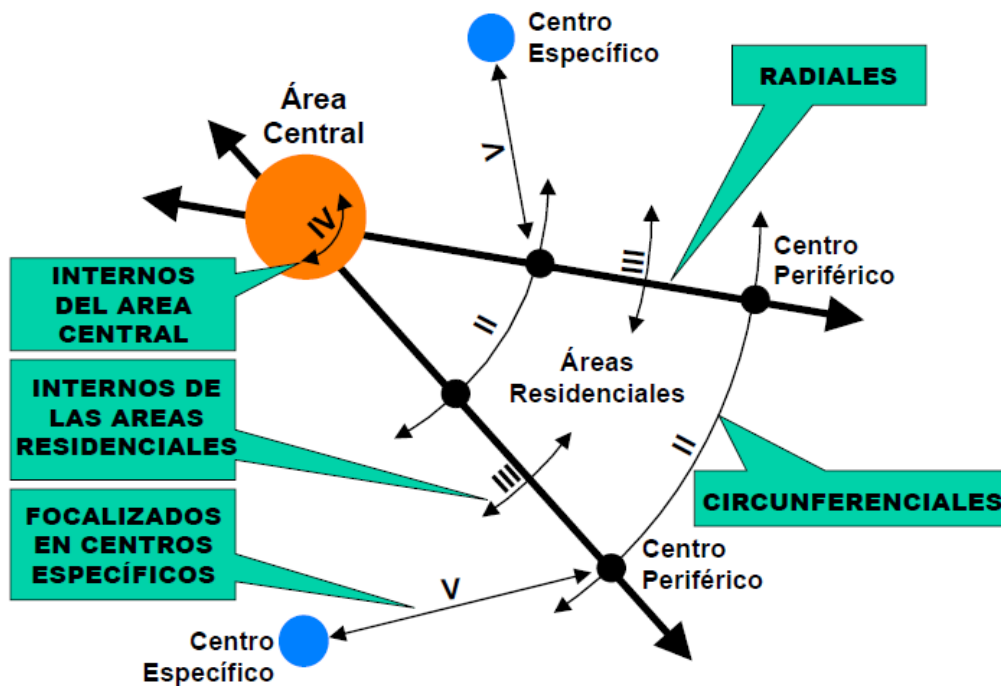 Centro
Específico
RADIALES
Área
Central
V
IV
III
Centro
Periférico
INTERNOS
DEL AREA
CENTRAL
II
Áreas
Residenciales
INTERNOS DE
LAS AREAS
RESIDENCIALES
II
III
CIRCUNFERENCIALES
FOCALIZADOS
EN CENTROS
ESPECÍFICOS
Centro
Periférico
V
Centro
Específico